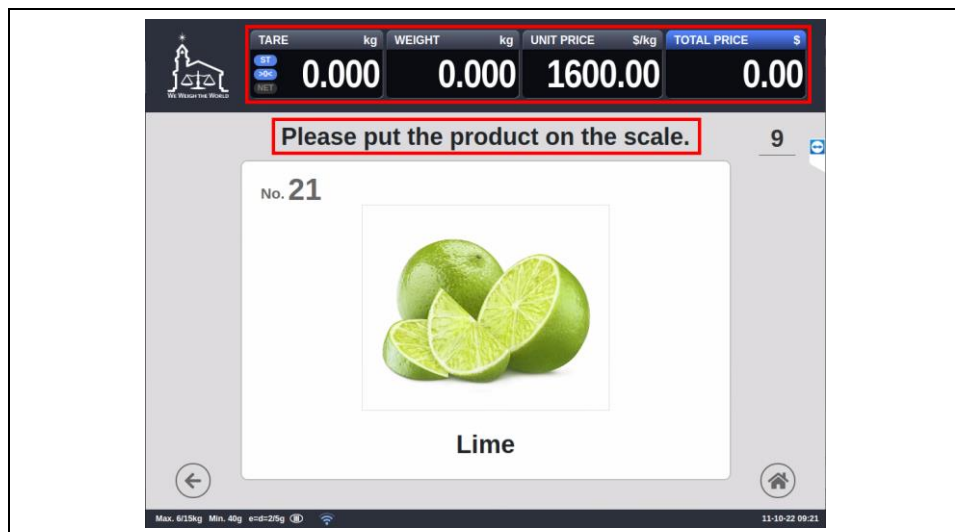 TARE kg WEIGHT kg UNIT PRICE $/kg TOTAL PRICE $
ST
>0<
NET
0.000 0.000 1600.00 0.00
WE WEIGH THE WORLD
Please put the product on the scale. 9
No. 21
Lime
Max. 6/15kg Min. 40g e=d=2/5g 11-10-22 09:21